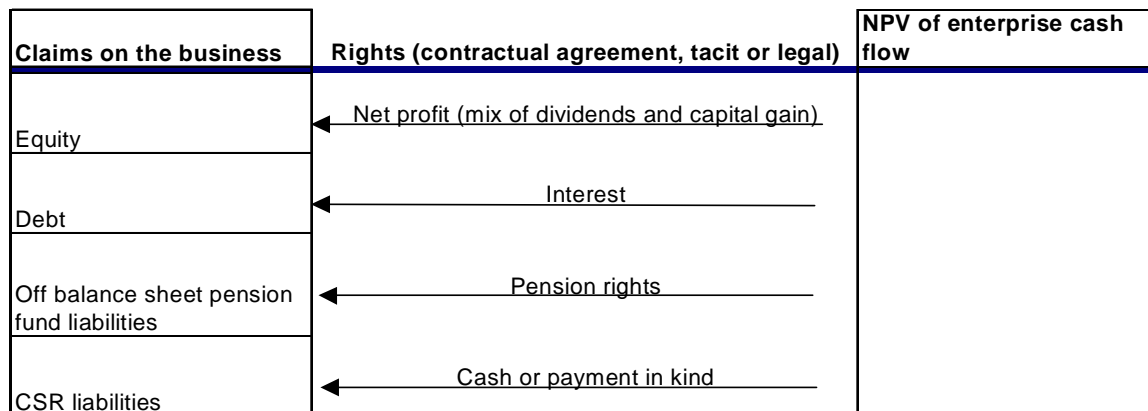 Claims on the business
Rights (contractual agreement, tacit or legal)
NPV of enterprise cash
flow
Net profit (mix of dividends and capital gain)
Equity
Interest
Debt
Pension rights
Off balance sheet pension
fund liabilities
Cash or payment in kind
CSR liabilities